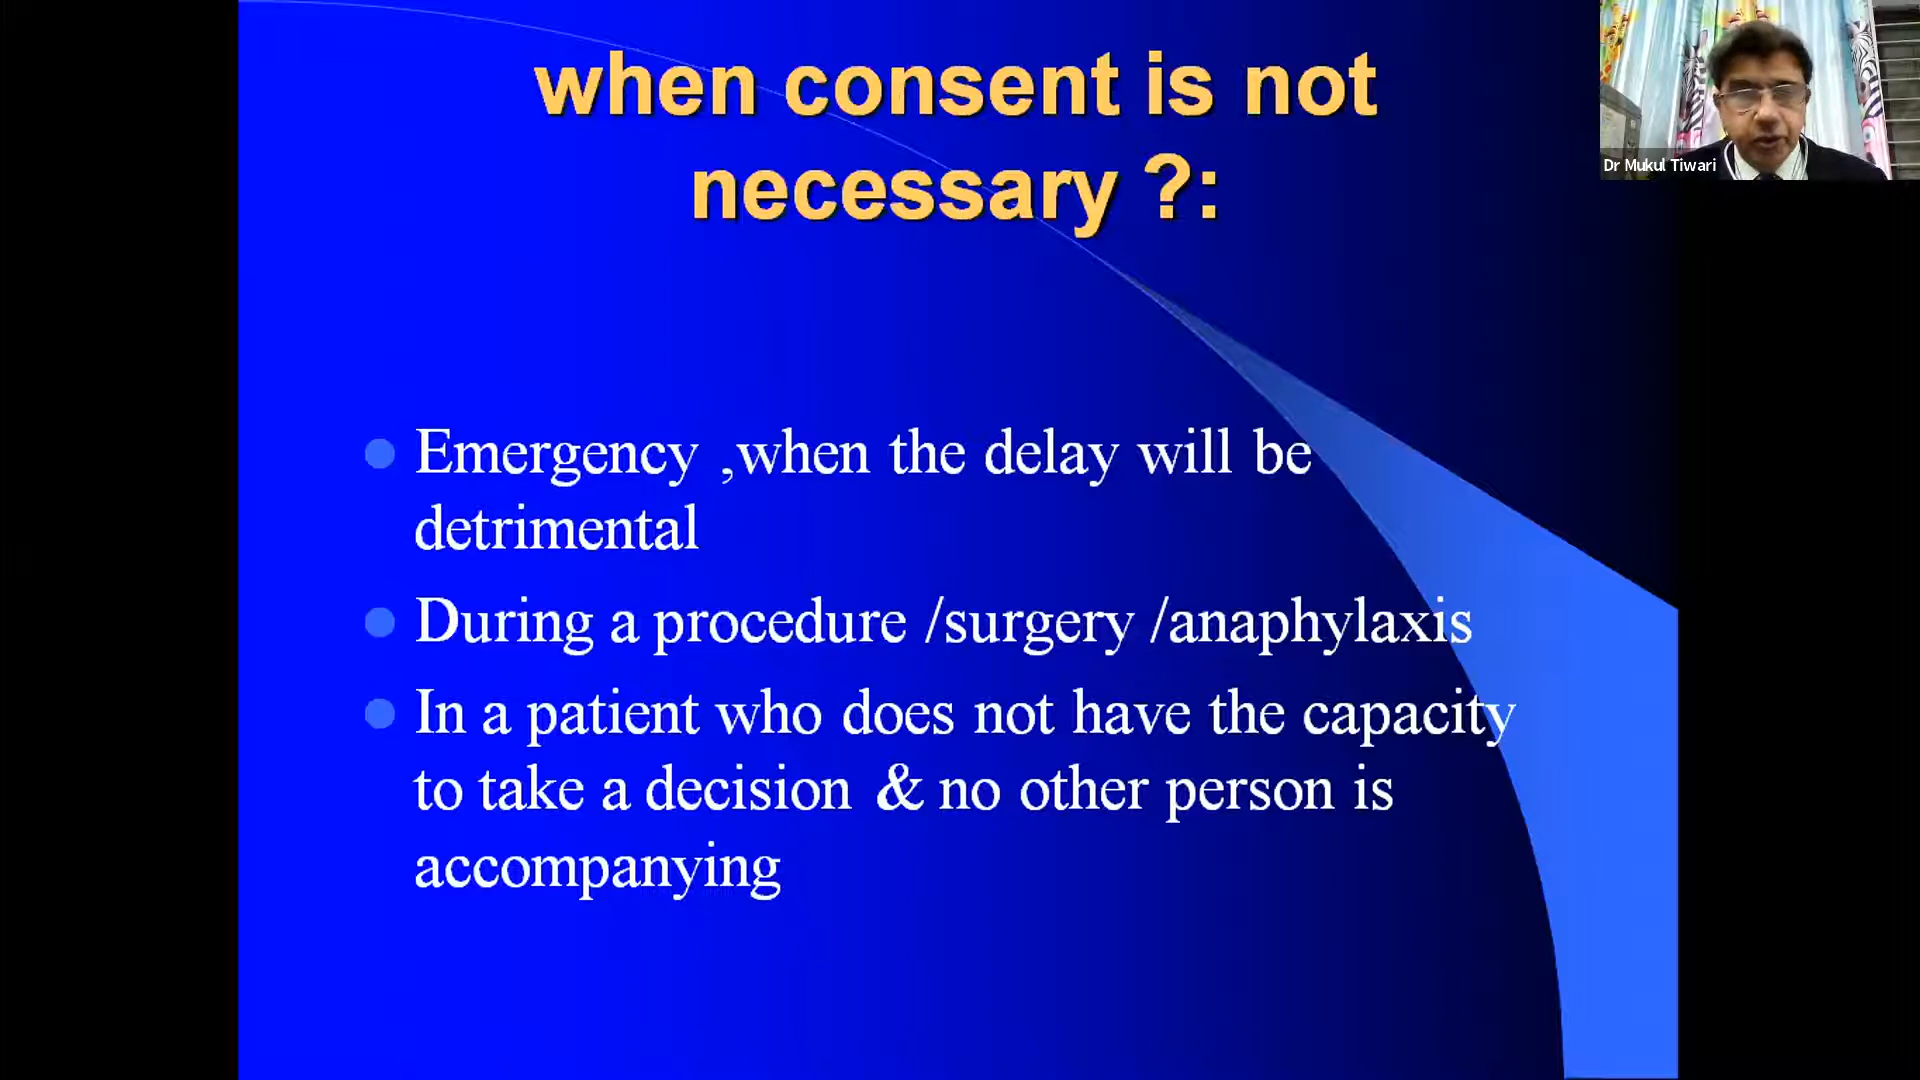 when consent is not
necessary ?:
Dr Mukul Tiwari
Emergency ,when the delay will be
detrimental
During a procedure /surgery /anaphylaxis
In a patient who does not have the capacity
to take a decision & no other person is
accompanying